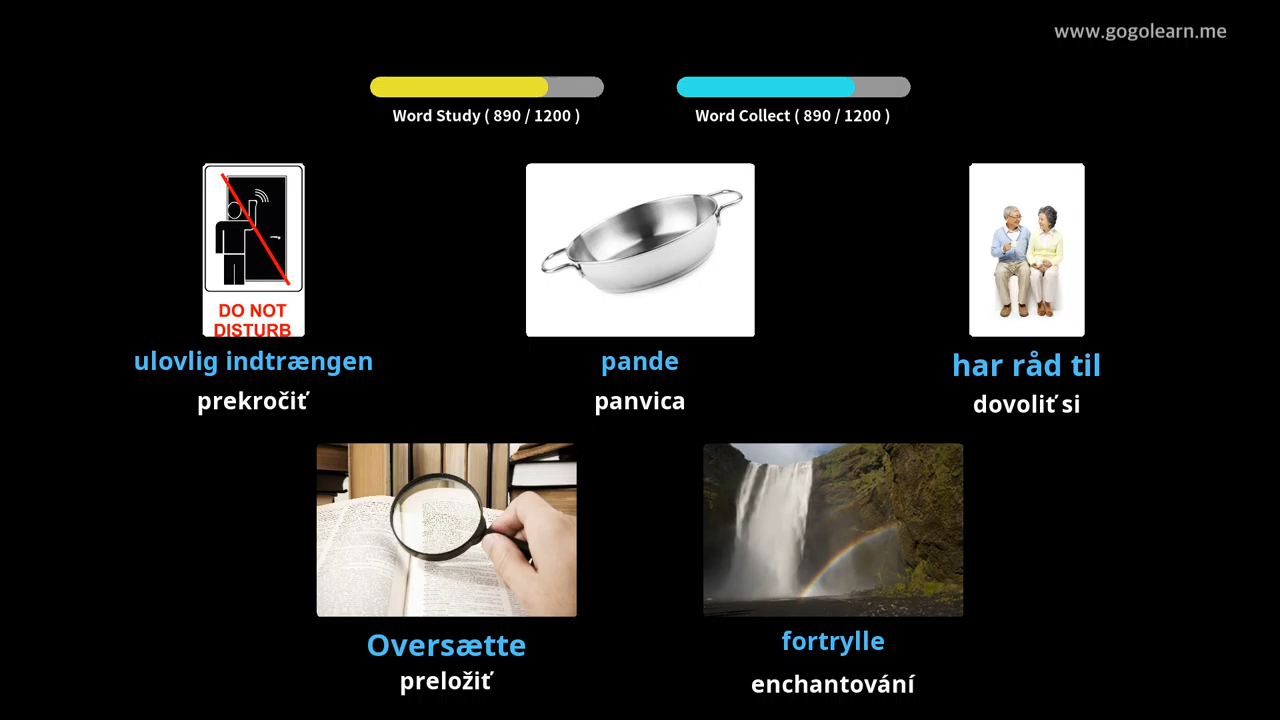 www.gogolearn.me
Word Study ( 890 / 1200 )
Word Collect ( 890 / 1200 )
DO NOT
DISTURB
ulovlig indtrængen
prekročiť
pande
panvica
har råd til
dovoliť si
Oversætte
preložiť
fortrylle
enchantování